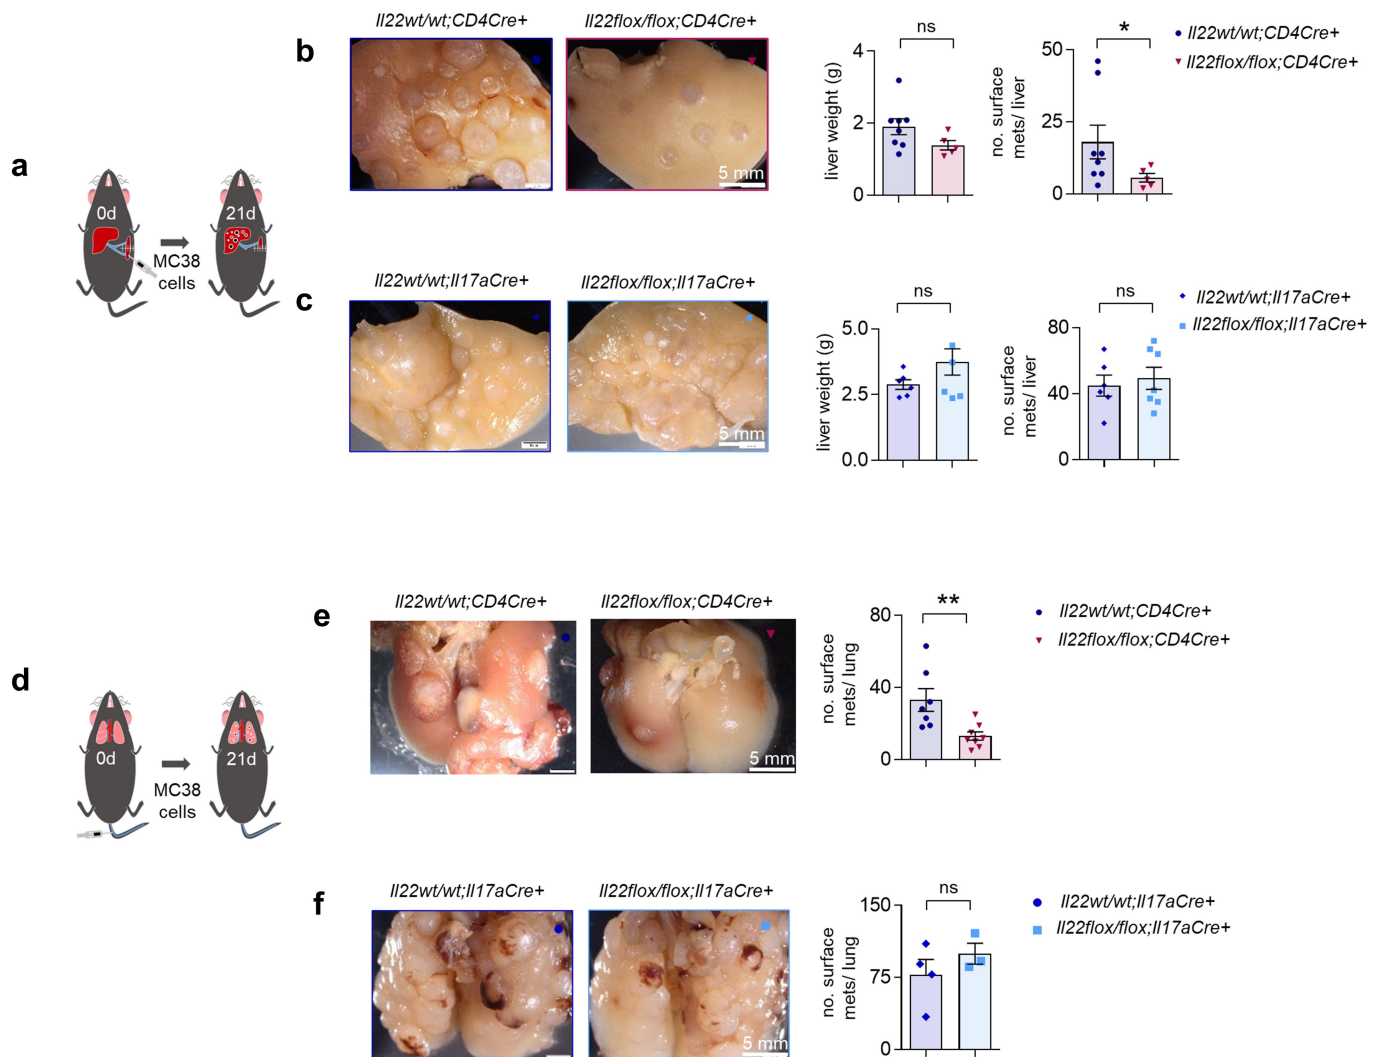 a
0d
21d
MC38
cells
b
Il22wt/wt;CD4Cre+
Il22flox/flox;CD4Cre+
5 mm
liver weight (g)
4
2
0
ns
no. surface
mets/ liver
50
25
0
*
Il22wt/wt;CD4Cre+
Il22flox/flox;CD4Cre+
c
Il22wt/wt;Il17aCre+
Il22flox/flox;Il17aCre+
5 mm
liver weight (g)
5.0
2.5
0.0
ns
no. surface
mets/ liver
80
40
0
ns
Il22wt/wt;Il17aCre+
Il22flox/flox;Il17aCre+
d
0d
21d
MC38
cells
e
Il22wt/wt;CD4Cre+
Il22flox/flox;CD4Cre+
5 mm
no. surface
mets/ lung
80
40
0
**
Il22wt/wt;CD4Cre+
Il22flox/flox;CD4Cre+
f
Il22wt/wt;Il17aCre+
Il22flox/flox;Il17aCre+
5 mm
no. surface
mets/ lung
150
75
0
ns
Il22wt/wt;Il17aCre+
Il22flox/flox;Il17aCre+